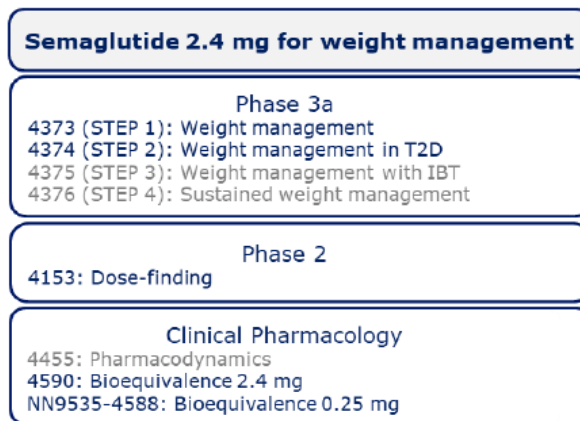 Semaglutide 2.4 mg for weight management
Phase 3a
4373 (STEP 1): Weight management
4374 (STEP 2): Weight management in T2D
4375 (STEP 3): Weight management with IBT
4376 (STEP 4): Sustained weight management
Phase 2
4153: Dose-finding
Clinical Pharmacology
4455: Pharmacodynamics
4590: Bioequivalence 2.4 mg
NN9535-4588: Bioequivalence 0.25 mg